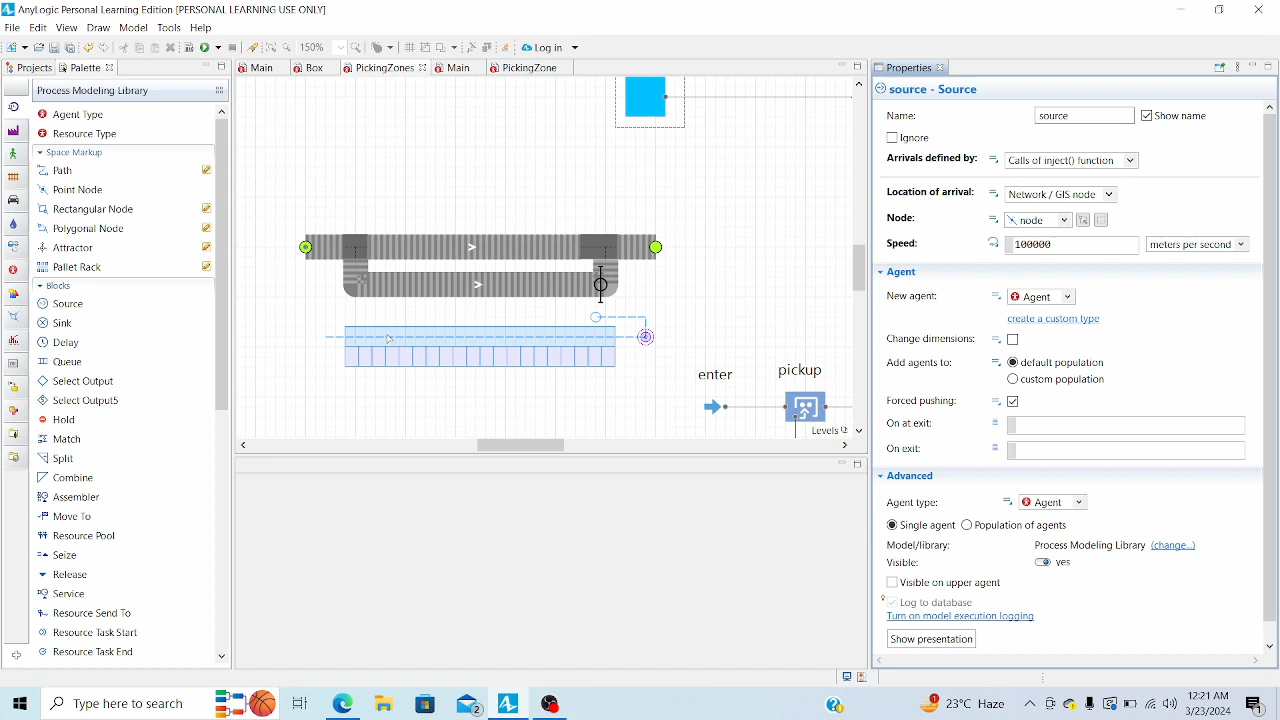 AnyLogic Personal Learning Edition [PERSONAL LEARNING USE ONLY]
File Edit View Draw Model Tools Help
150% Log in
Projects Palette Main Box PickingZones Main PickingZone Properties
Process Modeling Library
source - Source
Agent Type
Resource Type
Space Markup
Path
Point Node
Rectangular Node
Polygonal Node
Attractor
Pallet Rack
Blocks
Source
Sink
Delay
Queue
Select Output
Select Output5
Hold
Match
Split
Combine
Assembler
Move To
Resource Pool
Seize
Release
Service
Resource Send To
Resource Task Start
Resource Task End
enter
pickup
Levels
Name: Show name
Ignore
Arrivals defined by: Calls of inject() function
Location of arrival: Network / GIS node
Node: node
Speed: 1000000 meters per second
Agent
New agent: Agent
create a custom type
Change dimensions:
Add agents to: default population
custom population
Forced pushing:
On at exit:
On exit:
Advanced
Agent type: Agent
Single agent Population of agents
Model/library: Process Modeling Library (change...)
Visible: yes
Visible on upper agent
Log to database
Turn on model execution logging
Show presentation
Type here to search
2
1
23°C Haze
1:21 AM
3/23/2024
1